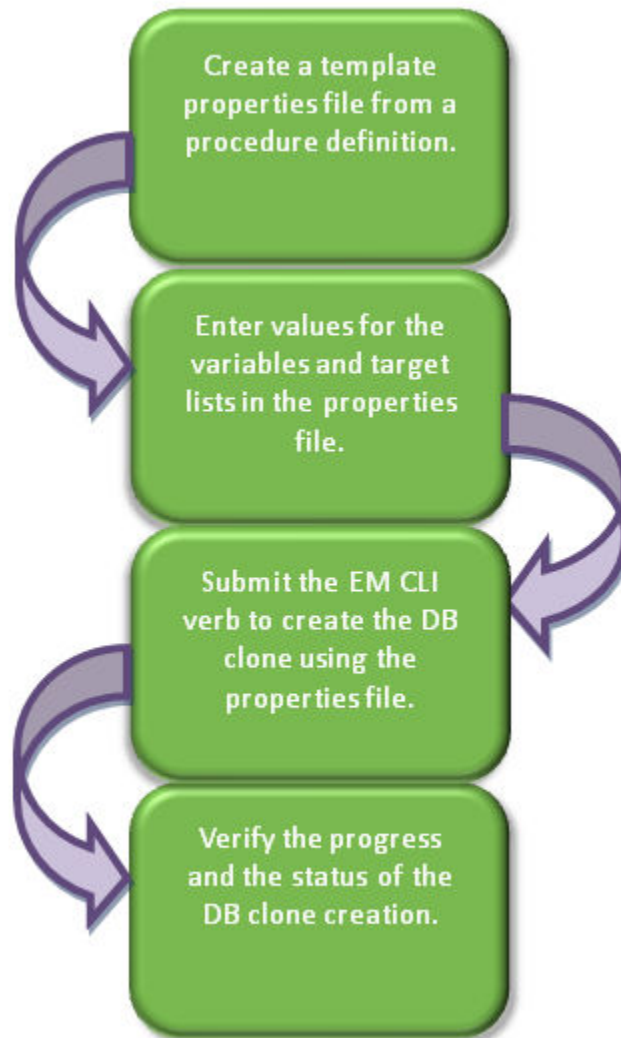 Create a template
properties file from a
procedure definition.
Enter values for the
variables and target
lists in the properties
file.
Submit the EM CLI
verb to create the DB
clone using the
properties file.
Verify the progress
and the status of the
DB clone creation.